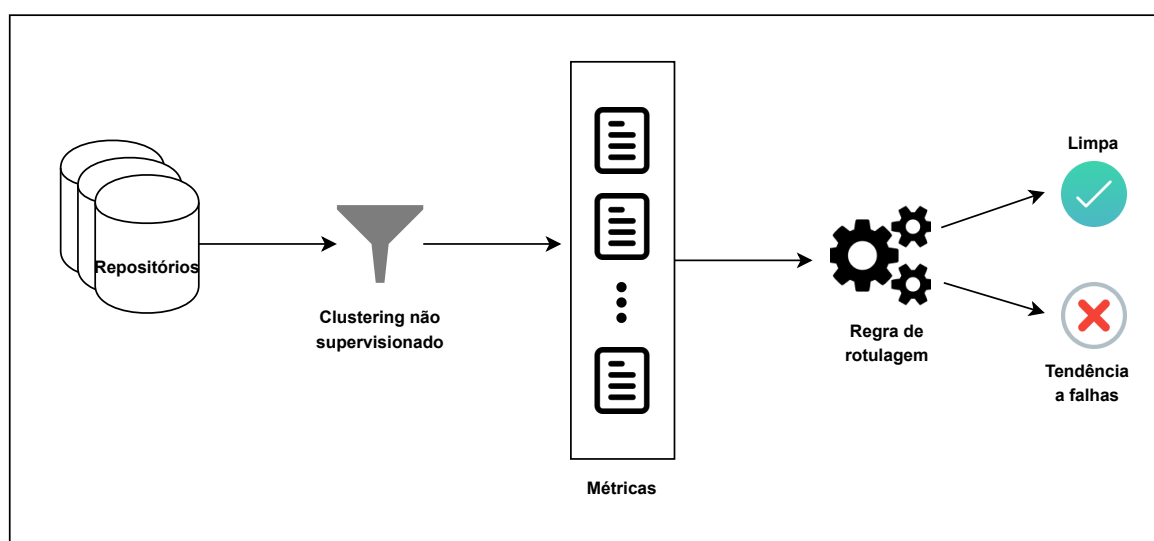 Repositórios
Clustering não
supervisionado
Métricas
Regra de
rotulagem
Limpa
Tendência
a falhas